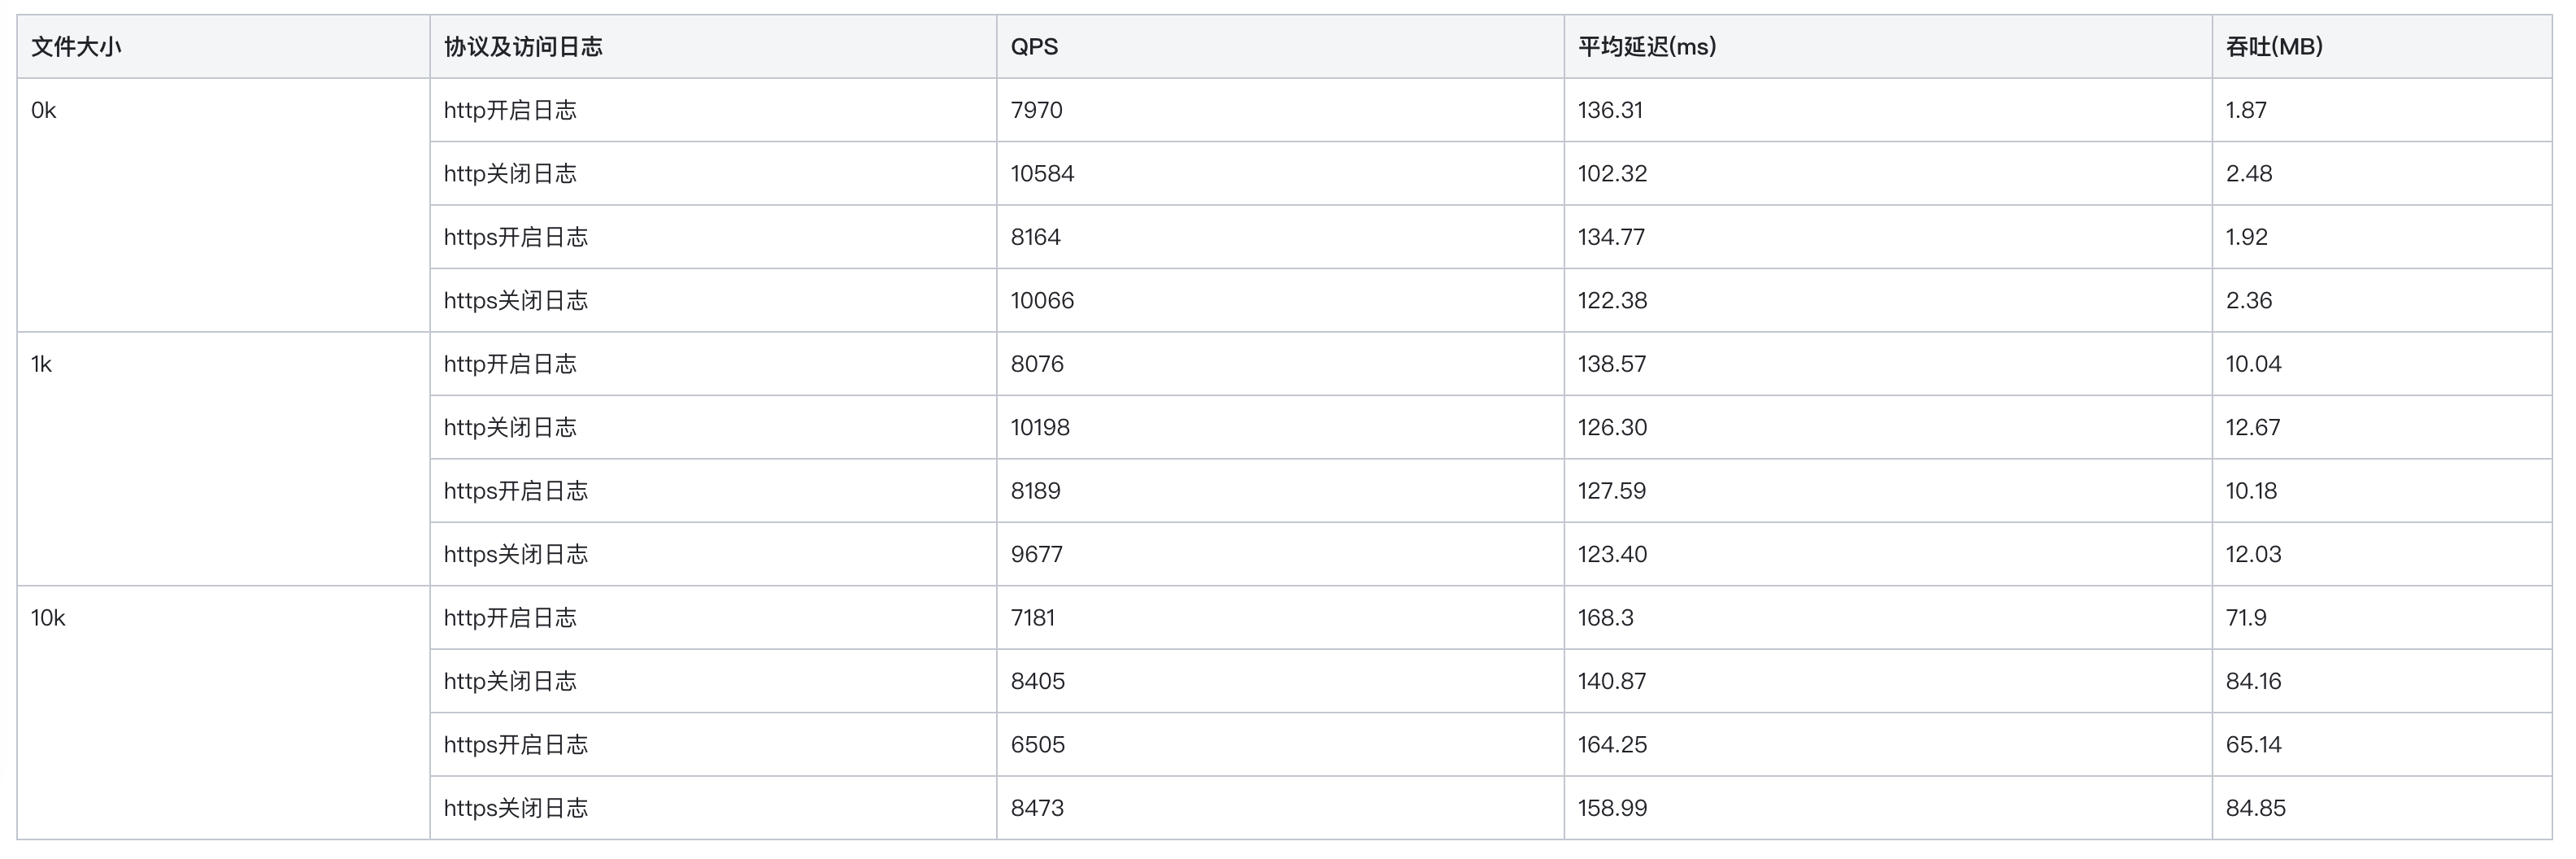 文件大小 协议及访问日志 QPS 平均延迟(ms) 吞吐(MB)
0k http开启日志 7970 136.31 1.87
http关闭日志 10584 102.32 2.48
https开启日志 8164 134.77 1.92
https关闭日志 10066 122.38 2.36
1k http开启日志 8076 138.57 10.04
http关闭日志 10198 126.30 12.67
https开启日志 8189 127.59 10.18
https关闭日志 9677 123.40 12.03
10k http开启日志 7181 168.3 71.9
http关闭日志 8405 140.87 84.16
https开启日志 6505 164.25 65.14
https关闭日志 8473 158.99 84.85